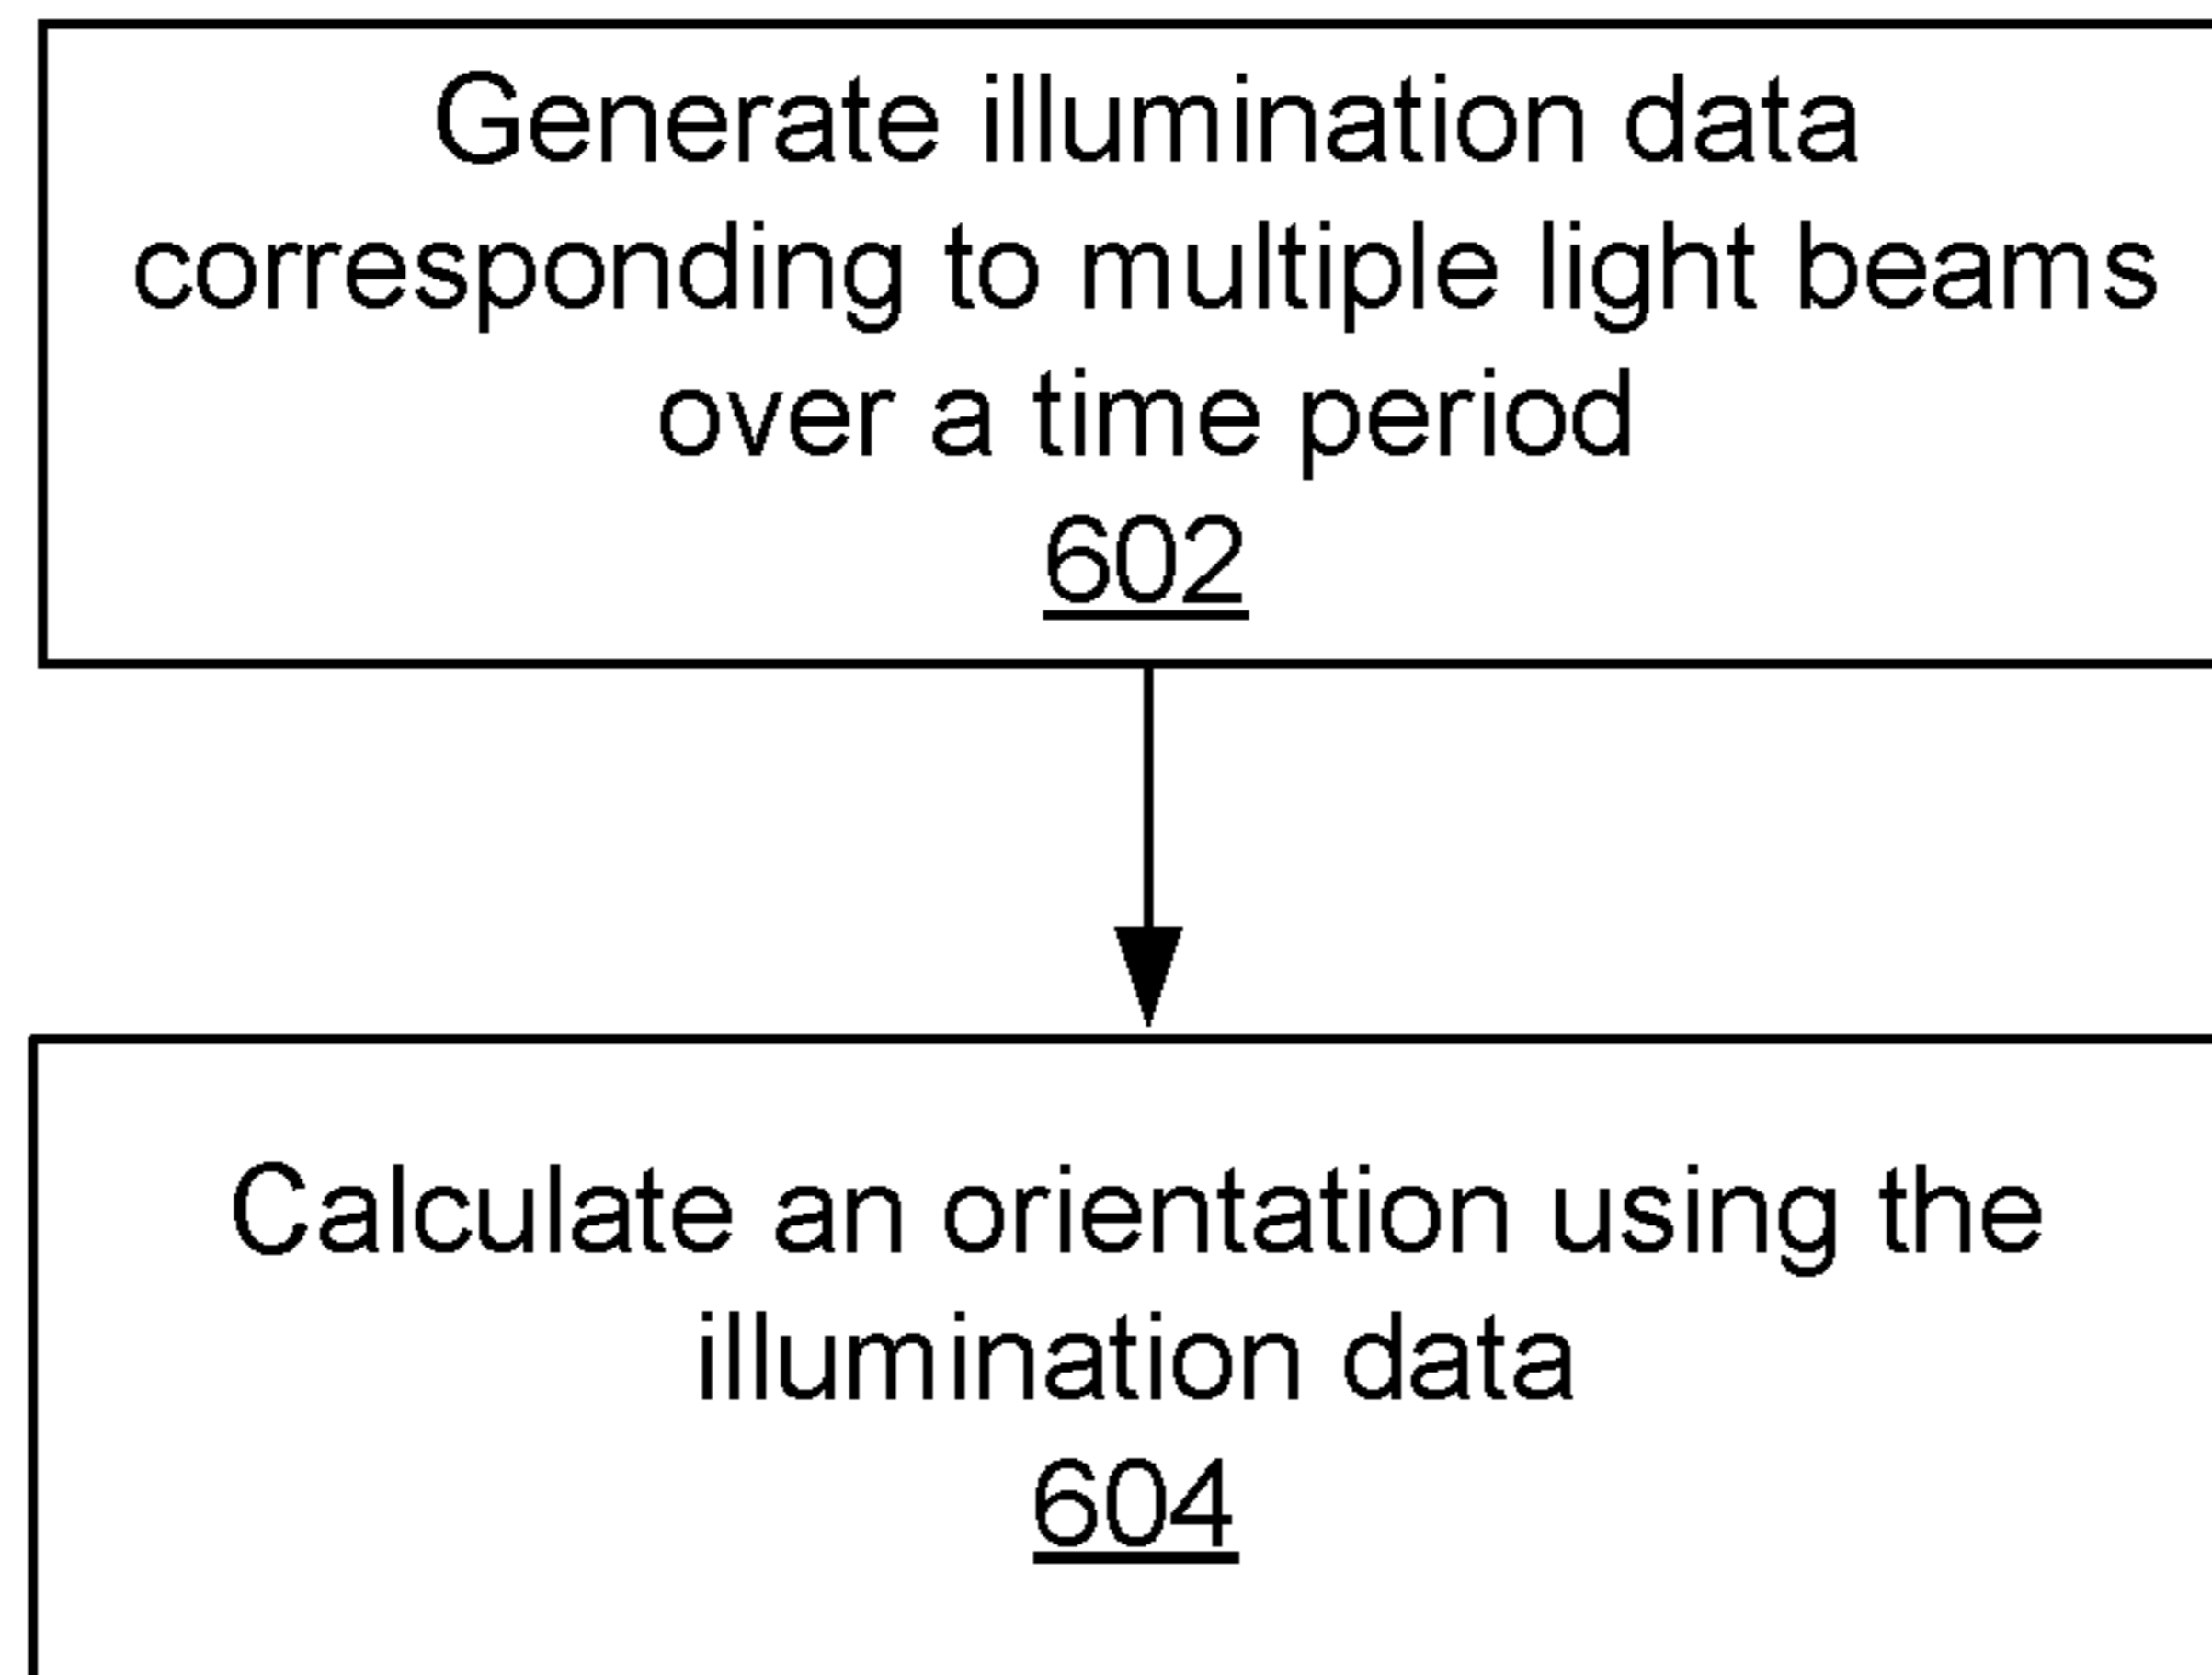 Generate illumination data
corresponding to multiple light beams
over a time period
602
Calculate an orientation using the
illumination data
604